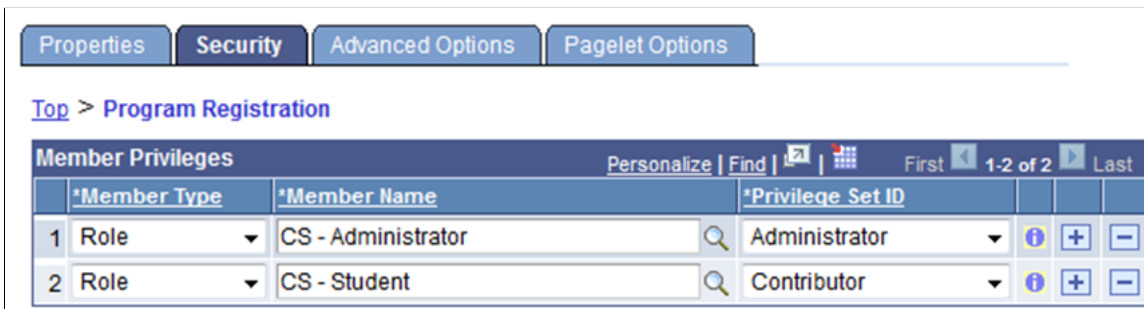 Properties Security Advanced Options Pagelet Options
Top > Program Registration
Member Privileges Personalize | Find | | First 1-2 of 2 Last
*Member Type *Member Name *Privilege Set ID
1 Role CS - Administrator Administrator
2 Role CS - Student Contributor